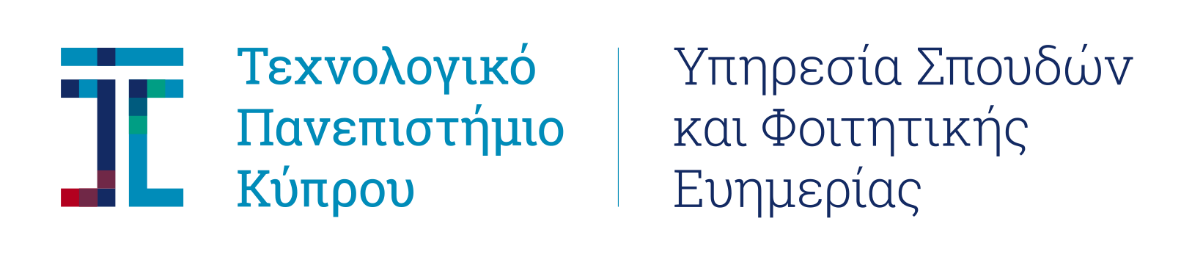 Τεχνολογικό
Πανεπιστήμιο
Κύπρου
Υπηρεσία Σπουδών
και Φοιτητικής
Ευημερίας